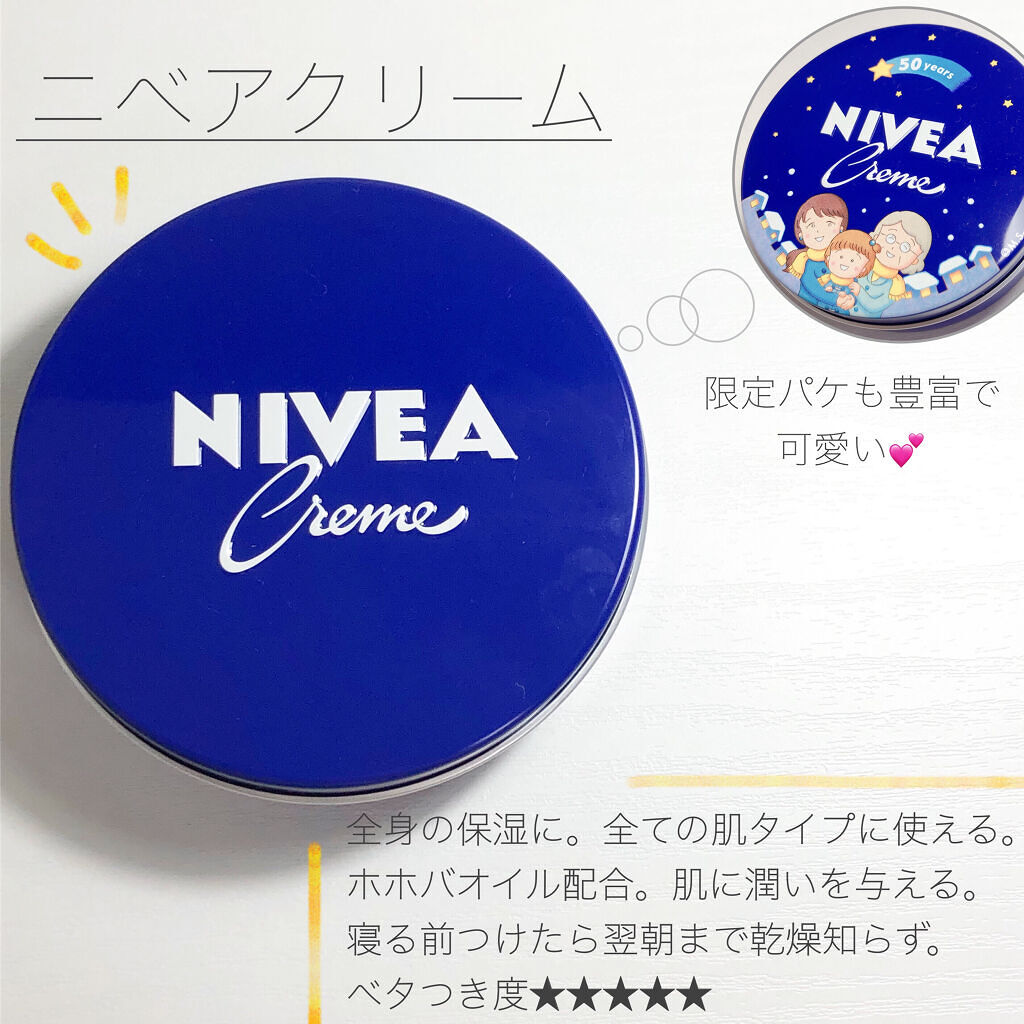 ニベアクリーム
50 years
NIVEA
Creme
NIVEA
Creme
限定パケも豊富で
可愛い💕
全身の保湿に。全ての肌タイプに使える。
ホホバオイル配合。肌に潤いを与える。
寝る前つけたら翌朝まで乾燥知らず。
ベタつき度★★★★★